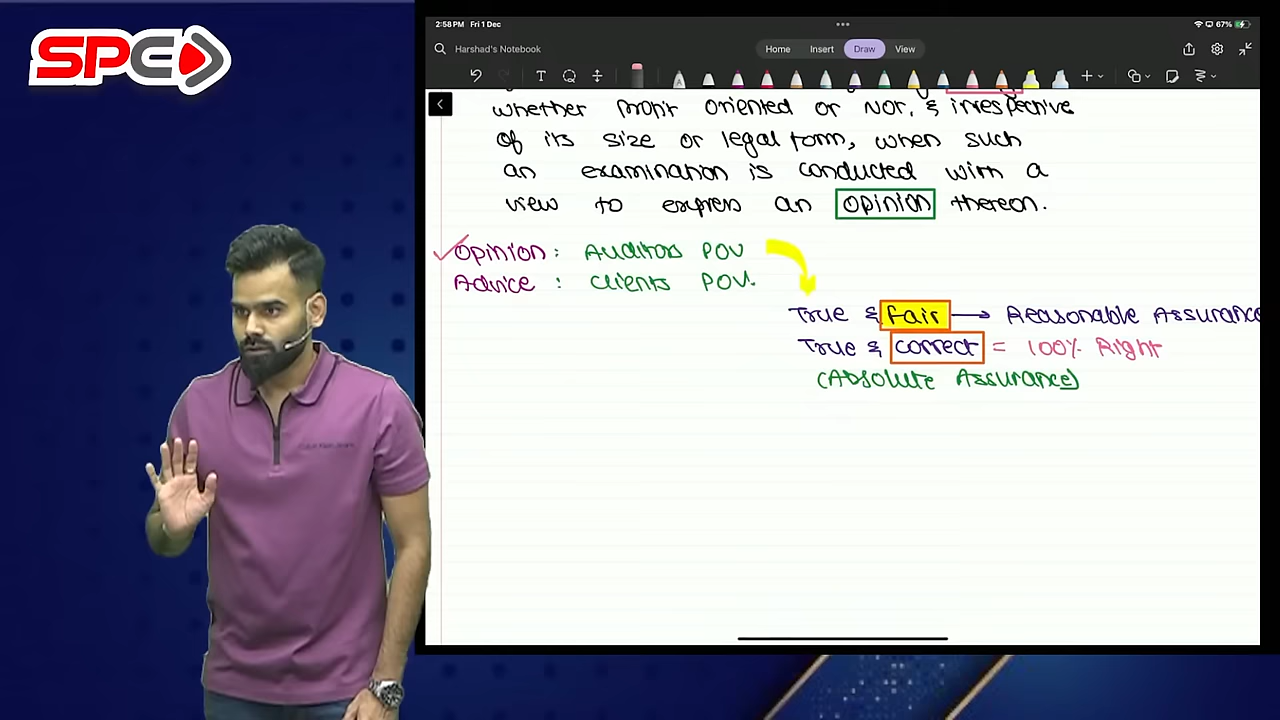 SPC
2:58 PM Fri 1 Dec
67%
Harshad's Notebook
Home Insert Draw View
whether profit oriented or Not, & irrespective
of its size or legal form, when such
an examination is conducted with a
view to express an opinion thereon.
Opinion: Auditors POV
Advice : Clients POV.
True & fair → Reasonable Assurance
True & correct = 100% Right
(Absolute Assurance)